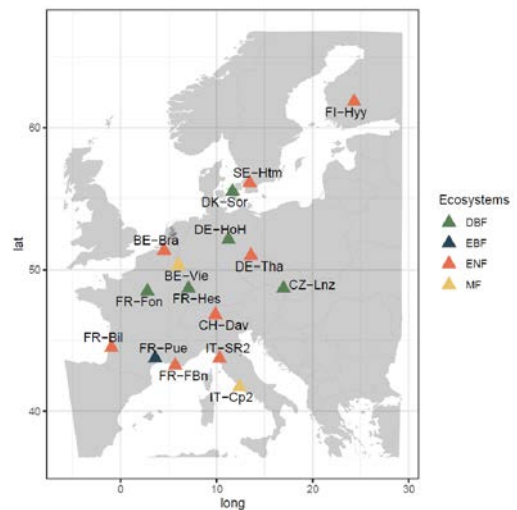 FI-Hyy
60
SE-Htm
DK-Sor
Ecosystems
DBF
EBF
ENF
MF
DE-HoH
BE-Bra
lat
50
BE-Vie
DE-Tha
FR-Fon
FR-Hes
CZ-Lnz
CH-Dav
FR-Bil
FR-Pue
IT-SR2
FR-FBn
IT-Cp2
40
0
10
20
30
long